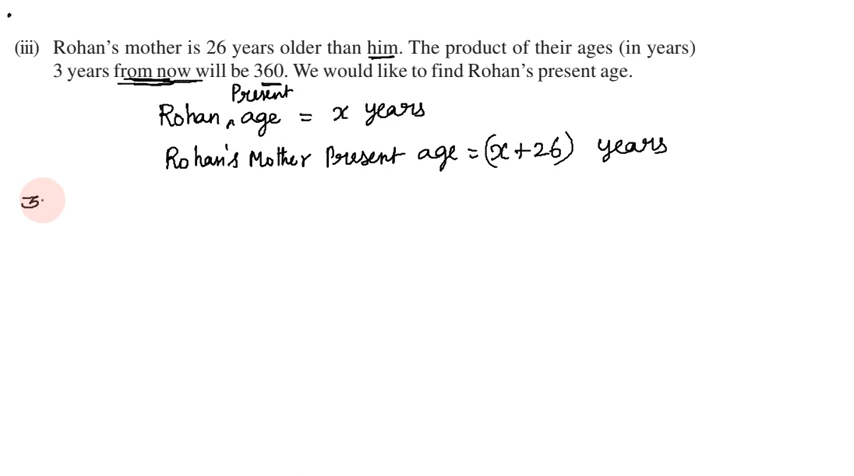 (iii) Rohan's mother is 26 years older than him. The product of their ages (in years)
3 years from now will be 360. We would like to find Rohan's present age.
Present
Rohan ^ age = x years
Rohan's Mother Present age = (x+26) years
3